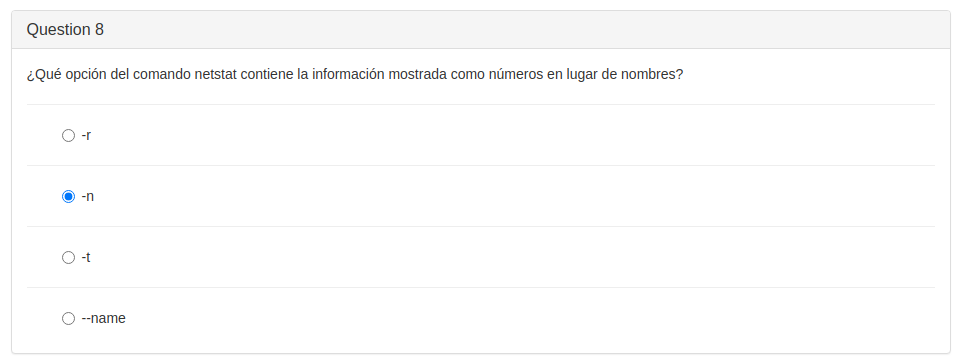 Question 8
¿Qué opción del comando netstat contiene la información mostrada como números en lugar de nombres?
-r
-n
-t
--name